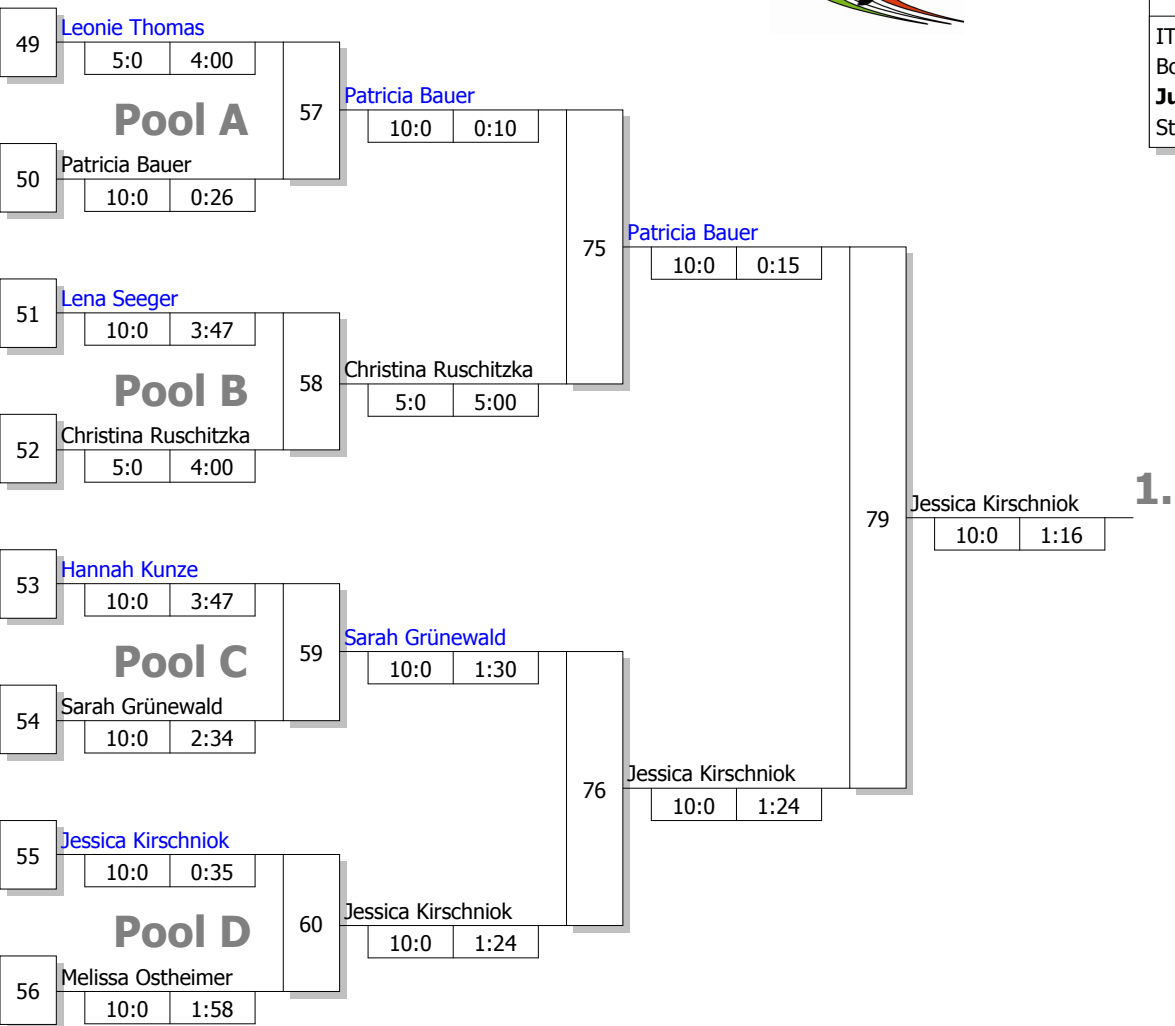 49
Leonie Thomas
5:0 4:00
Pool A
57
Patricia Bauer
10:0 0:10
50
Patricia Bauer
10:0 0:26
75
Patricia Bauer
10:0 0:15
51
Lena Seeger
10:0 3:47
Pool B
58
Christina Ruschitzka
5:0 5:00
52
Christina Ruschitzka
5:0 4:00
79
Jessica Kirschniok
10:0 1:16
1.
53
Hannah Kunze
10:0 3:47
Pool C
59
Sarah Grünewald
10:0 1:30
54
Sarah Grünewald
10:0 2:34
76
Jessica Kirschniok
10:0 1:24
55
Jessica Kirschniok
10:0 0:35
Pool D
60
Jessica Kirschniok
10:0 1:24
56
Melissa Ostheimer
10:0 1:58